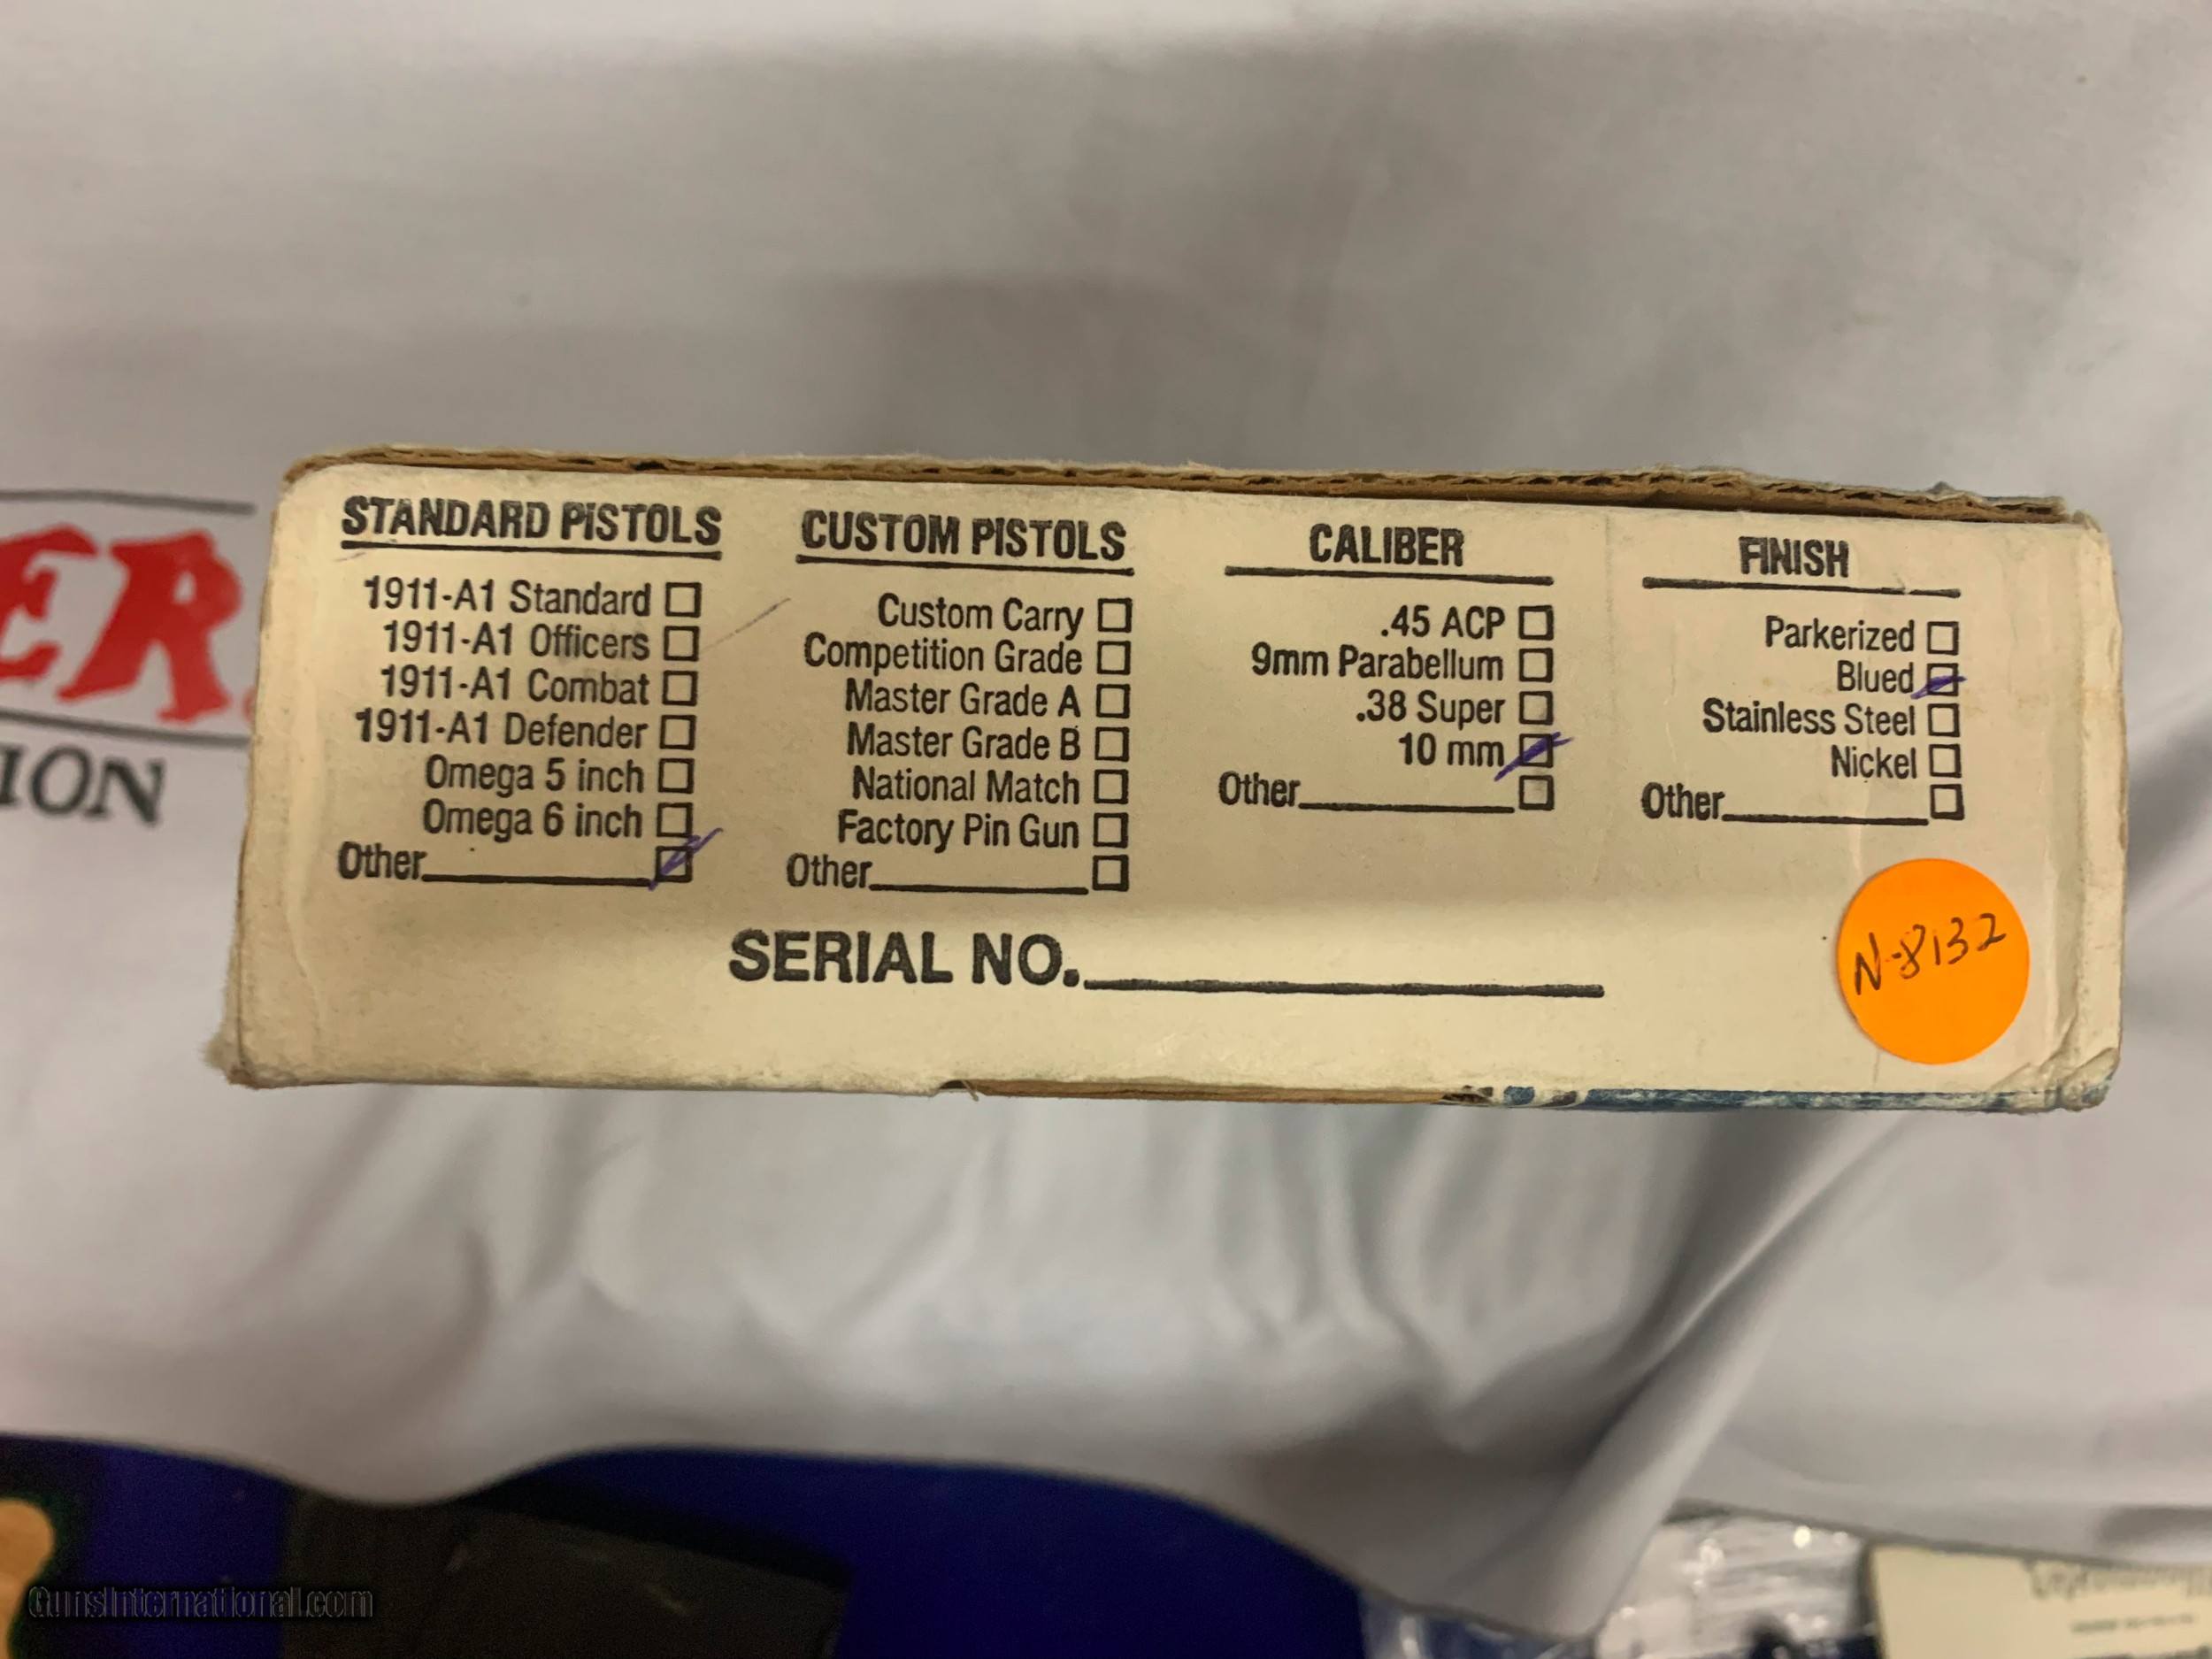 STANDARD PISTOLS
1911-A1 Standard
1911-A1 Officers
1911-A1 Combat
1911-A1 Defender
Omega 5 inch
Omega 6 inch
Other
CUSTOM PISTOLS
Custom Carry
Competition Grade
Master Grade A
Master Grade B
National Match
Factory Pin Gun
Other
CALIBER
.45 ACP
9mm Parabellum
.38 Super
10 mm
Other
FINISH
Parkerized
Blued
Stainless Steel
Nickel
Other
SERIAL NO.
N-8132
ER
ION
GunsInternational.com